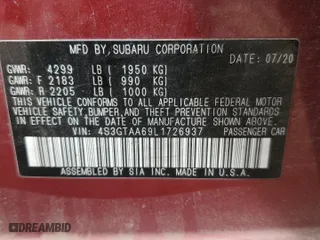 MFD BY, SUBARU CORPORATION
DATE: 07/20
GVWR: 4299 LB ( 1950 KG)
GAWR: F 2183 LB ( 990 KG)
GAWR: R 2205 LB ( 1000 KG)
THIS VEHICLE CONFORMS TO ALL APPLICABLE FEDERAL MOTOR
VEHICLE SAFETY, BUMPER, AND THEFT PREVENTION STANDARDS
IN EFFECT ON THE DATE OF MANUFACTURE SHOWN ABOVE.
VIN: 4S3GTAA69L1726937 PASSENGER CAR
ASSEMBLED BY SIA INC. MADE IN U.S.A.
DREAMBID